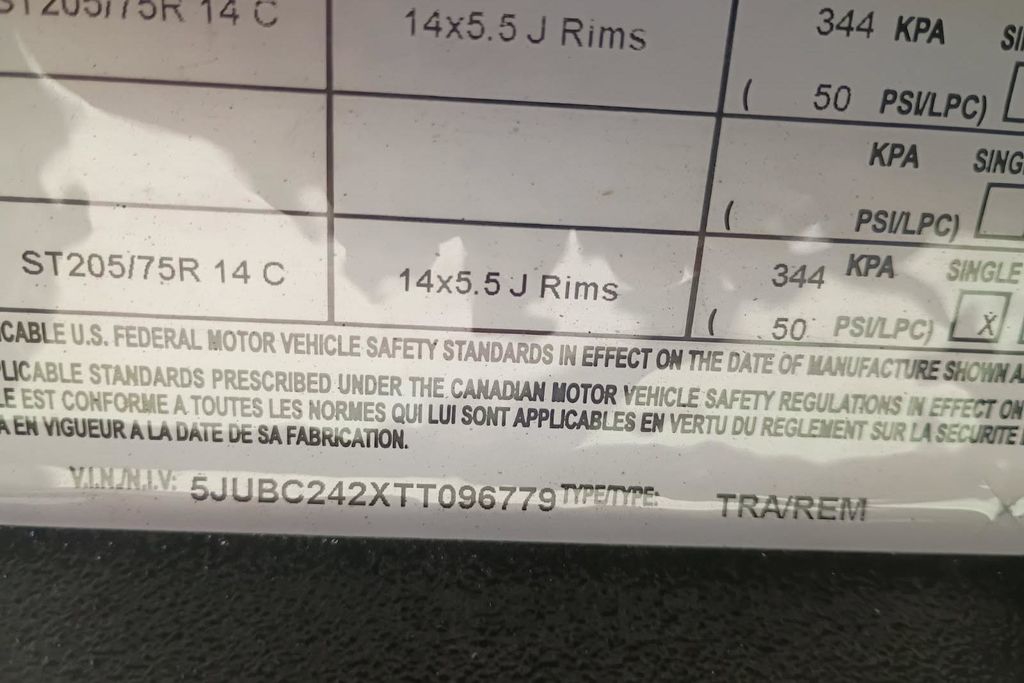 ST205/75R 14 C 14x5.5 J Rims 344 KPA
( 50 PSI/LPC)
KPA
( PSI/LPC)
ST205/75R 14 C 14x5.5 J Rims 344 KPA SINGLE
( 50 PSI/LPC) X
U.S. FEDERAL MOTOR VEHICLE SAFETY STANDARDS IN EFFECT ON THE DATE OF MANUFACTURE SHOWN
STANDARDS PRESCRIBED UNDER THE CANADIAN MOTOR VEHICLE SAFETY REGULATIONS IN EFFECT ON
EST CONFORME A TOUTES LES NORMES QUI LUI SONT APPLICABLES EN VERTU DU REGLEMENT SUR LA SECURITE
EN VIGUEUR A LA DATE DE SA FABRICATION.
V.I.N./N.I.V: 5JUBC242XTT096779 TYPE/TYPE: TRA/REM